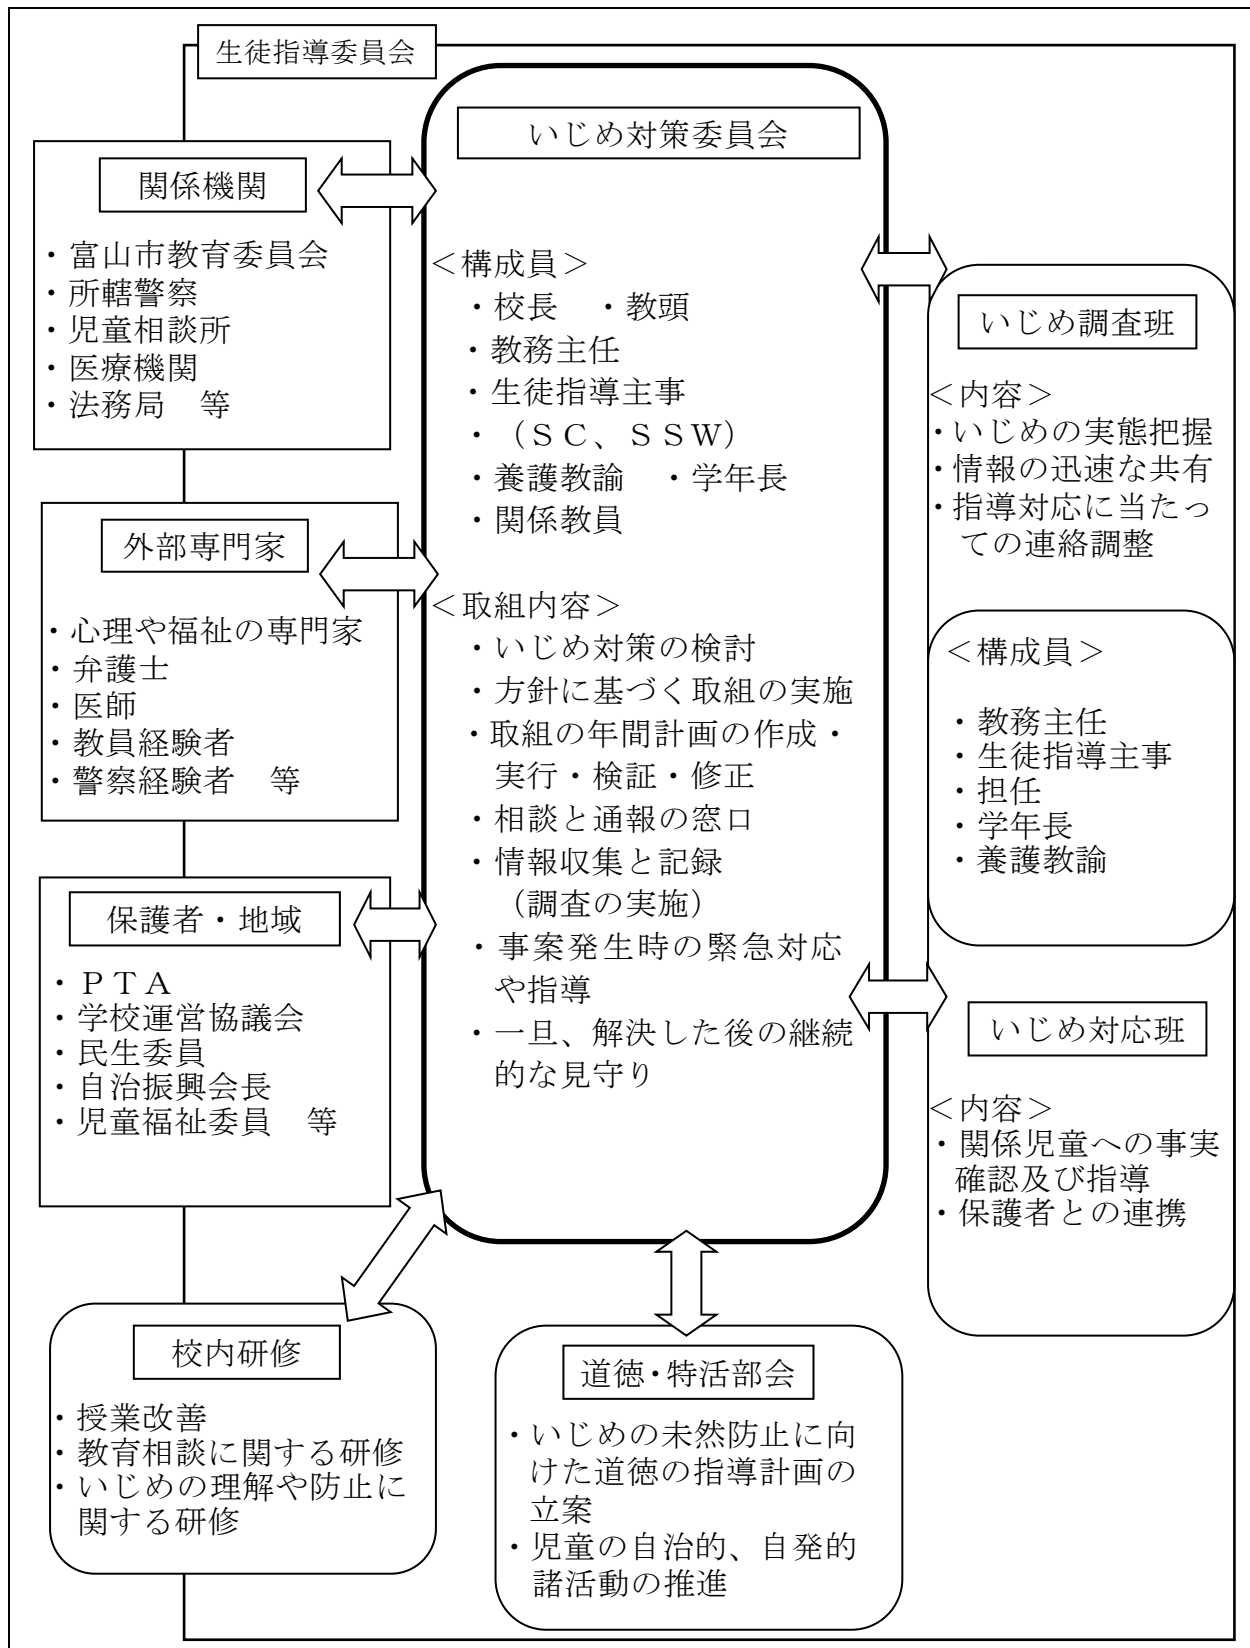 生徒指導委員会
いじめ対策委員会
＜構成員＞
・校長　・教頭
・教務主任
・生徒指導主事
・（ＳＣ、ＳＳＷ）
・養護教諭　・学年長
・関係教員
＜取組内容＞
・いじめ対策の検討
・方針に基づく取組の実施
・取組の年間計画の作成・
実行・検証・修正
・相談と通報の窓口
・情報収集と記録
（調査の実施）
・事案発生時の緊急対応
や指導
・一旦、解決した後の継続
的な見守り
関係機関
・富山市教育委員会
・所轄警察
・児童相談所
・医療機関
・法務局　等
外部専門家
・心理や福祉の専門家
・弁護士
・医師
・教員経験者
・警察経験者　等
保護者・地域
・ＰＴＡ
・学校運営協議会
・民生委員
・自治振興会長
・児童福祉委員　等
いじめ調査班
＜内容＞
・いじめの実態把握
・情報の迅速な共有
・指導対応に当たっ
ての連絡調整
＜構成員＞
・教務主任
・生徒指導主事
・担任
・学年長
・養護教諭
いじめ対応班
＜内容＞
・関係児童への事実
確認及び指導
・保護者との連携
校内研修
・授業改善
・教育相談に関する研修
・いじめの理解や防止に
関する研修
道徳・特活部会
・いじめの未然防止に向
けた道徳の指導計画の
立案
・児童の自治的、自発的
諸活動の推進